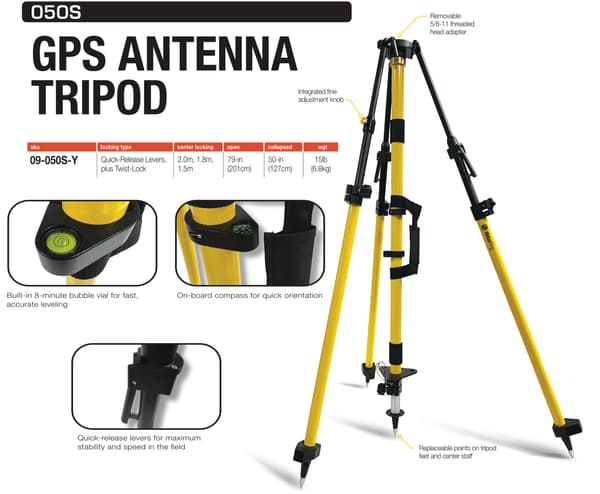 050S
GPS ANTENNA
TRIPOD
Removable
5/8-11 threaded
head adapter
Integrated fine
adjustment knob
sku locking type center locking open collapsed wgt
09-050S-Y Quick-Release Levers, 2.0m, 1.8m, 79-in 50-in 15lb
plus Twist-Lock 1.5m (201cm) (127cm) (6.8kg)
Built-in 8-minute bubble vial for fast,
accurate leveling
On-board compass for quick orientation
Quick-release levers for maximum
stability and speed in the field
Replaceable points on tripod
feet and center staff